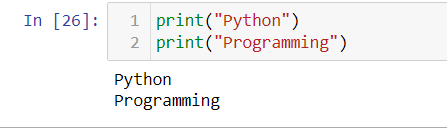 In [26]: 1 print("Python")
2 print("Programming")
Python
Programming